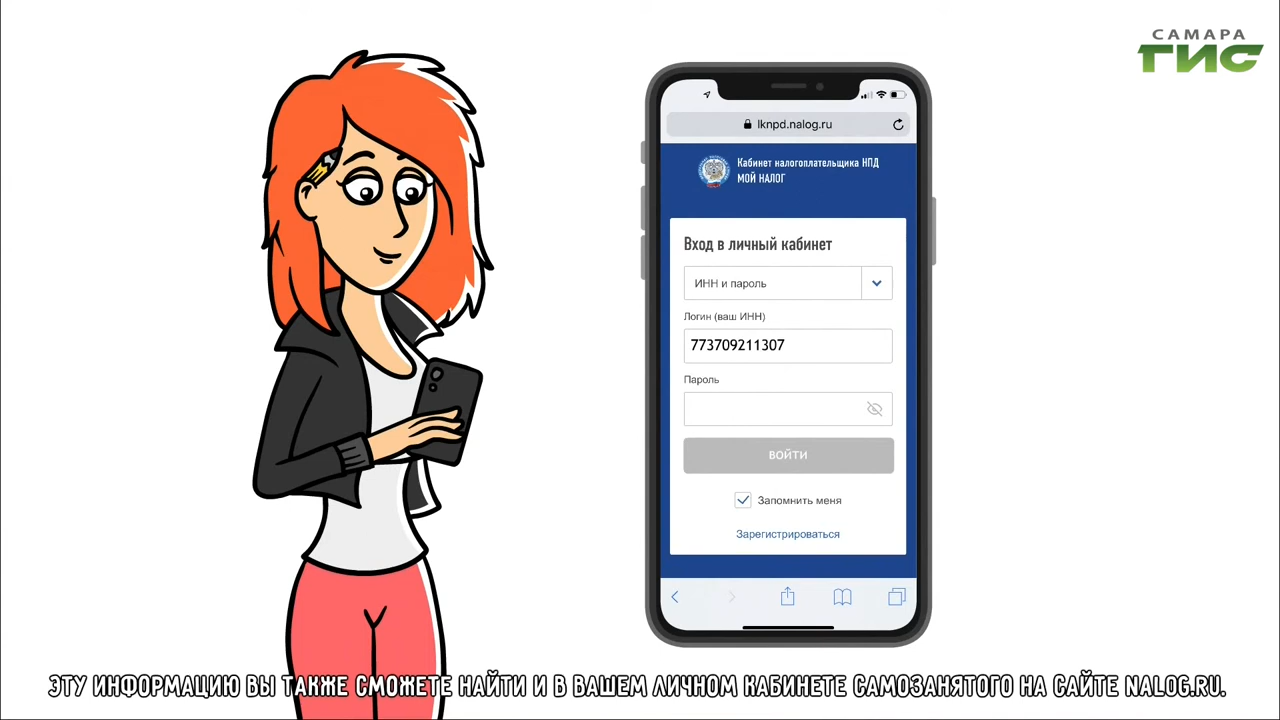 САМАРА
ГИС
lknpd.nalog.ru
Кабинет налогоплательщика НПД
МОЙ НАЛОГ
Вход в личный кабинет
ИНН и пароль
Логин (ваш ИНН)
773709211307
Пароль
ВОЙТИ
Запомнить меня
Зарегистрироваться
ЭТУ ИНФОРМАЦИЮ ВЫ ТАКЖЕ СМОЖЕТЕ НАЙТИ И В ВАШЕМ ЛИЧНОМ КАБИНЕТЕ САМОЗАНЯТОГО НА САЙТЕ NALOG.RU.